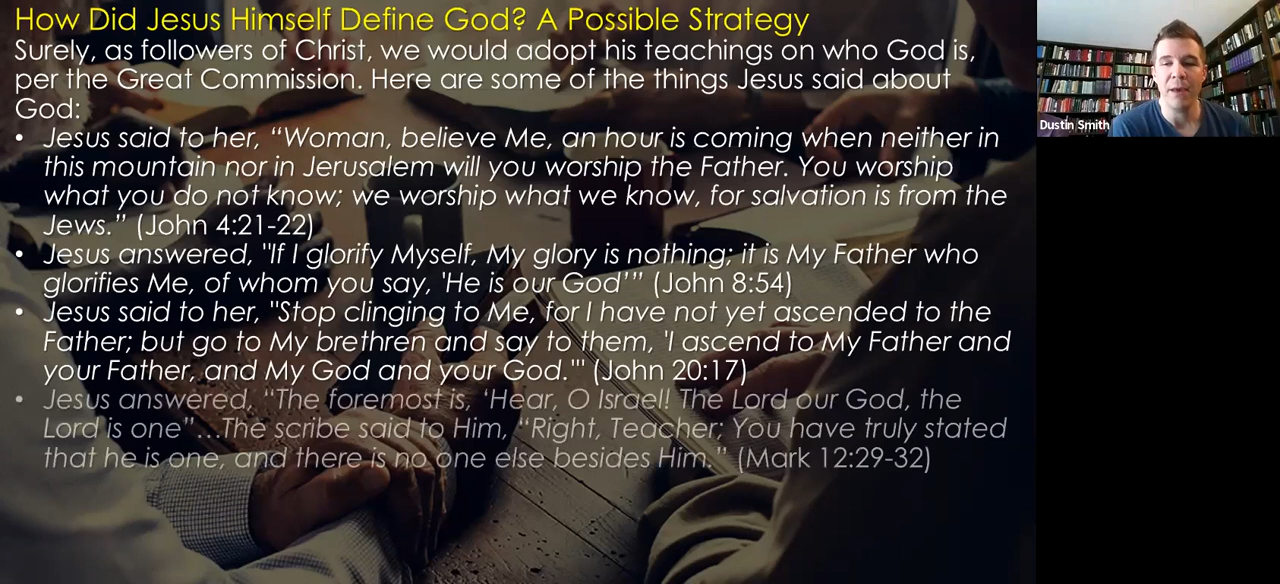 How Did Jesus Himself Define God? A Possible Strategy
Surely, as followers of Christ, we would adopt his teachings on who God is,
per the Great Commission. Here are some of the things Jesus said about
God:
• Jesus said to her, “Woman, believe Me, an hour is coming when neither in
this mountain nor in Jerusalem will you worship the Father. You worship
what you do not know; we worship what we know, for salvation is from the
Jews.” (John 4:21-22)
• Jesus answered, "If I glorify Myself, My glory is nothing; it is My Father who
glorifies Me, of whom you say, 'He is our God'” (John 8:54)
• Jesus said to her, "Stop clinging to Me, for I have not yet ascended to the
Father; but go to My brethren and say to them, 'I ascend to My Father and
your Father, and My God and your God.'" (John 20:17)
• Jesus answered, “The foremost is, ‘Hear, O Israel! The Lord our God, the
Lord is one”…The scribe said to Him, “Right, Teacher; You have truly stated
that he is one, and there is no one else besides Him.” (Mark 12:29-32)
Dustin Smith